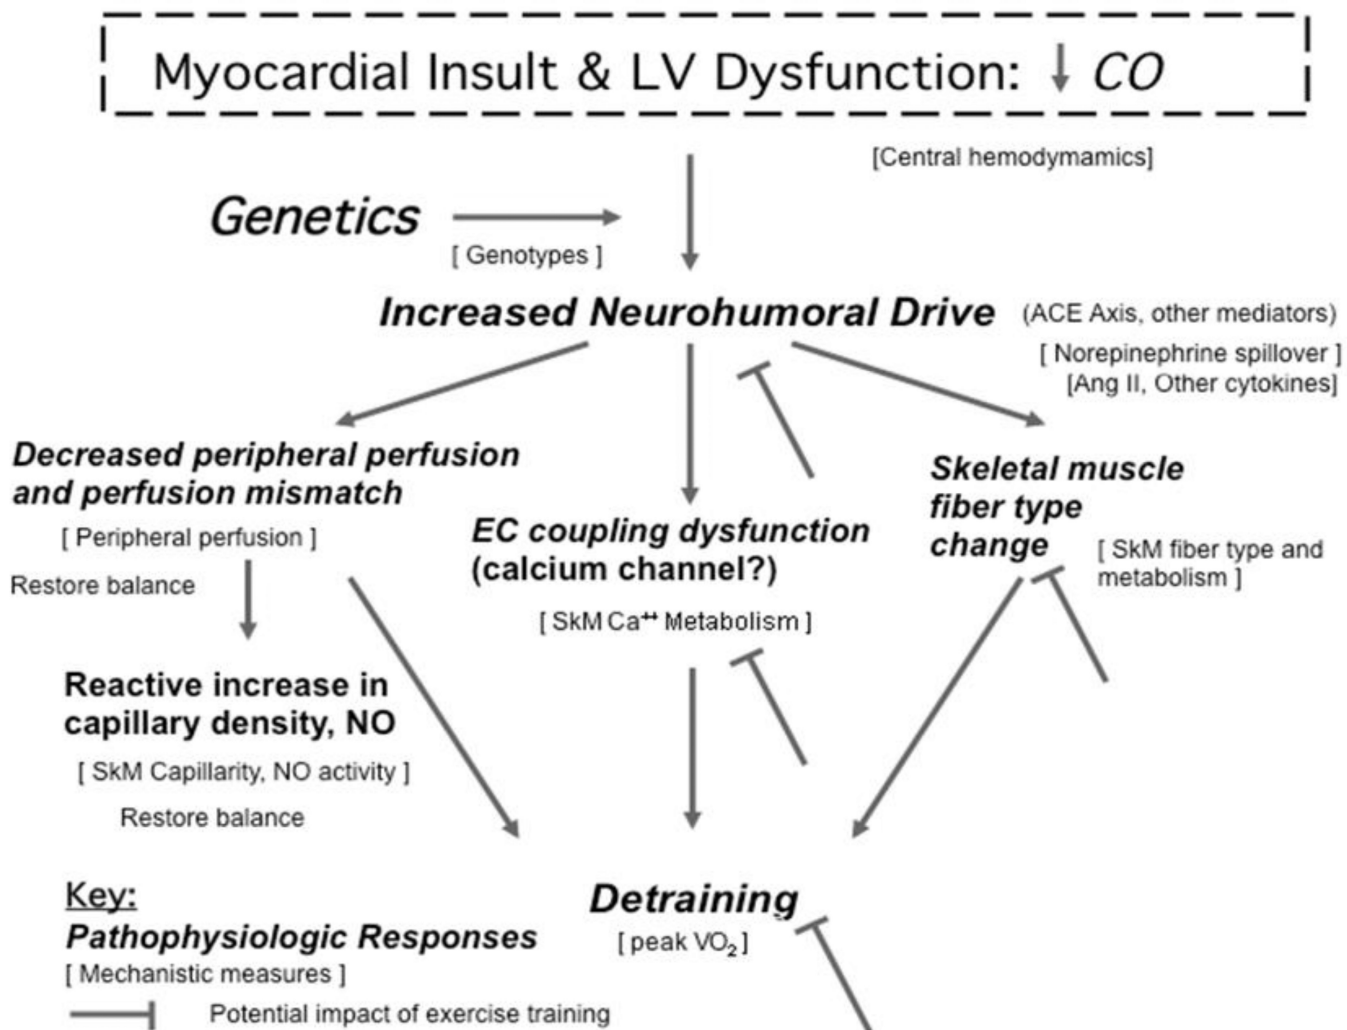 Myocardial Insult & LV Dysfunction: ↓ CO
[Central hemodymamics]
Genetics
[ Genotypes ]
Increased Neurohumoral Drive (ACE Axis, other mediators)
[ Norepinephrine spillover ]
[Ang II, Other cytokines]
Decreased peripheral perfusion
and perfusion mismatch
[ Peripheral perfusion ]
Restore balance
EC coupling dysfunction
(calcium channel?)
[ SkM Ca⁺⁺ Metabolism ]
Skeletal muscle
fiber type
change
[ SkM fiber type and
metabolism ]
Reactive increase in
capillary density, NO
[ SkM Capillarity, NO activity ]
Restore balance
Detraining
[ peak VO₂ ]
Key:
Pathophysiologic Responses
[ Mechanistic measures ]
Potential impact of exercise training